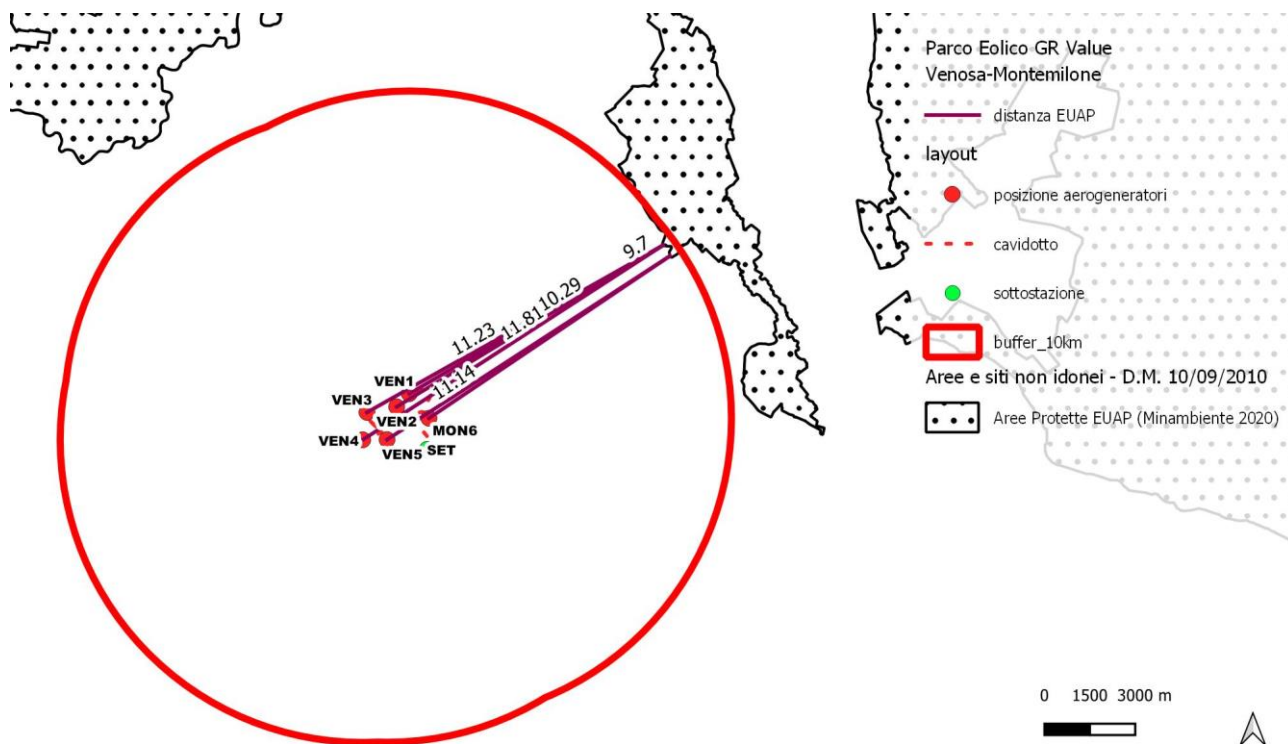 Parco Eolico GR Value
Venosa-Montemilone
distanza EUAP
layout
posizione aerogeneratori
cavidotto
sottostazione
buffer_10km
Aree e siti non idonei - D.M. 10/09/2010
Aree Protette EUAP (Minambiente 2020)
9.7
10.29
11.81
11.23
11.14
VEN1
VEN3
VEN2
MON6
VEN4
VEN5
SET
0 1500 3000 m